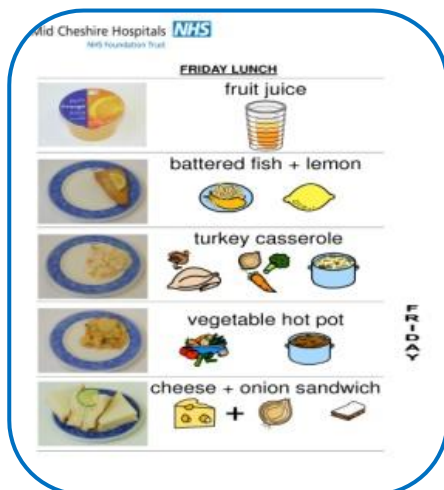 Mid Cheshire Hospitals NHS
NHS Foundation Trust
FRIDAY LUNCH
fruit juice
battered fish + lemon
turkey casserole
vegetable hot pot
cheese + onion sandwich
+
FRIDAY